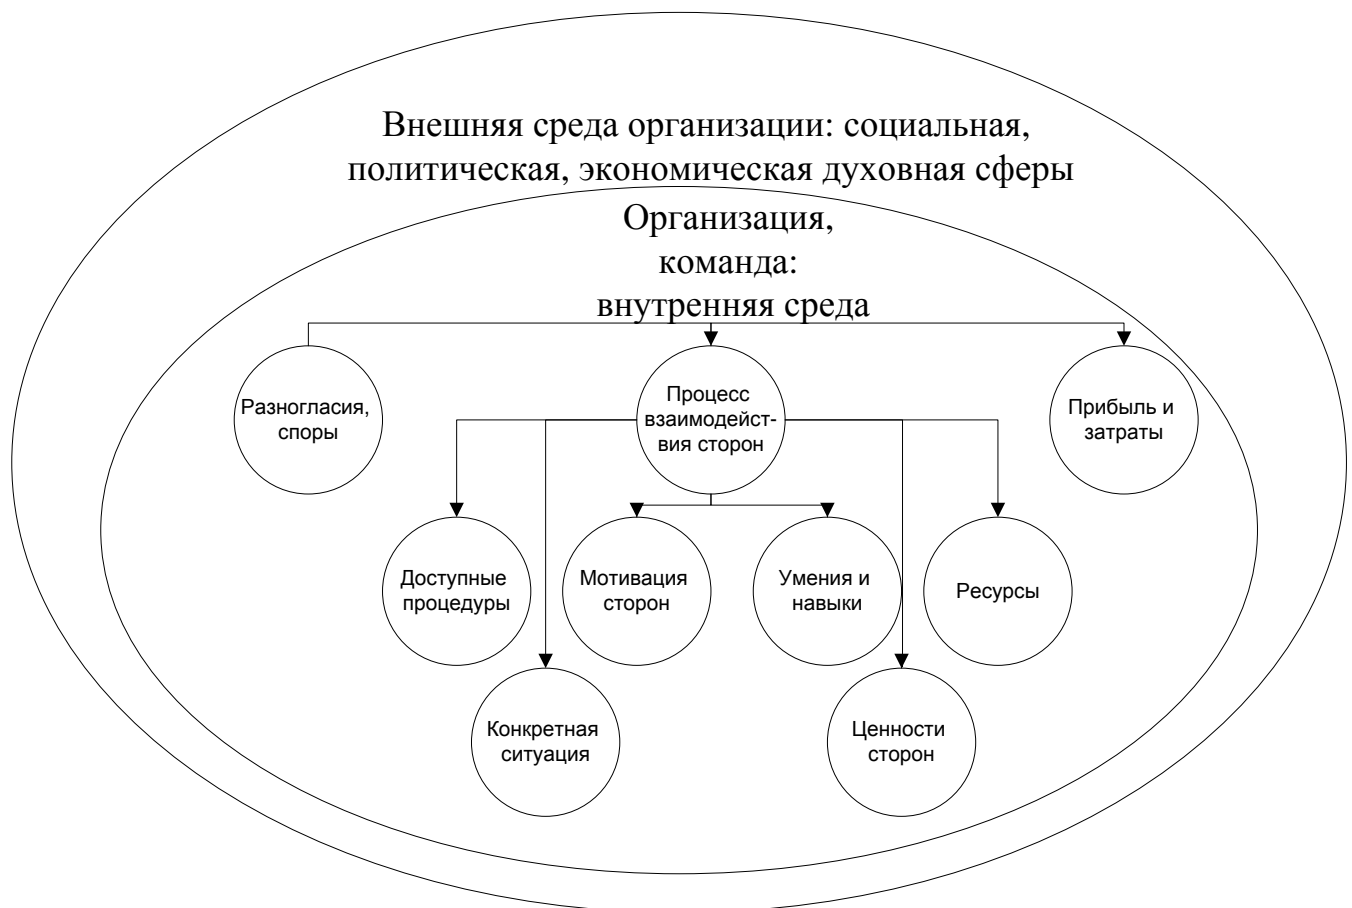 Внешняя среда организации: социальная,
политическая, экономическая духовная сферы
Организация,
команда:
внутренняя среда
Разногласия,
споры
Процесс
взаимодейст-
вия сторон
Прибыль и
затраты
Доступные
процедуры
Мотивация
сторон
Умения и
навыки
Ресурсы
Конкретная
ситуация
Ценности
сторон